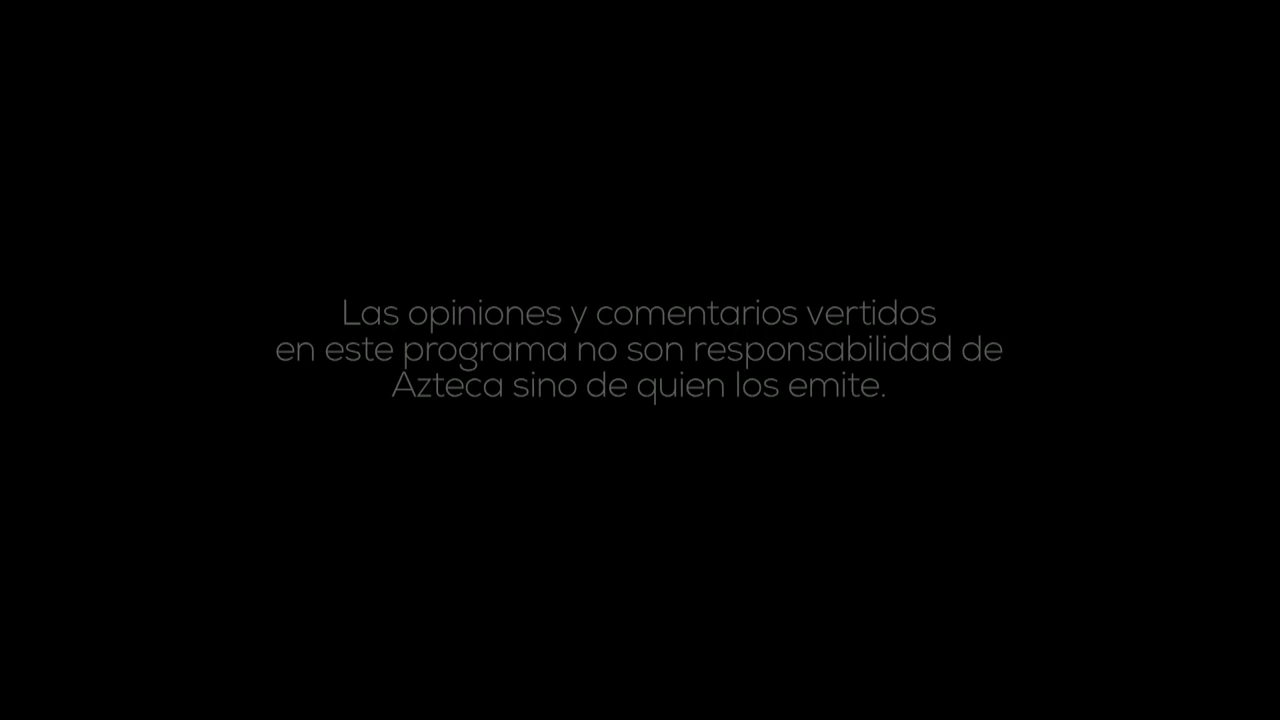 Las opiniones y comentarios vertidos
en este programa no son responsabilidad de
Azteca sino de quien los emite.